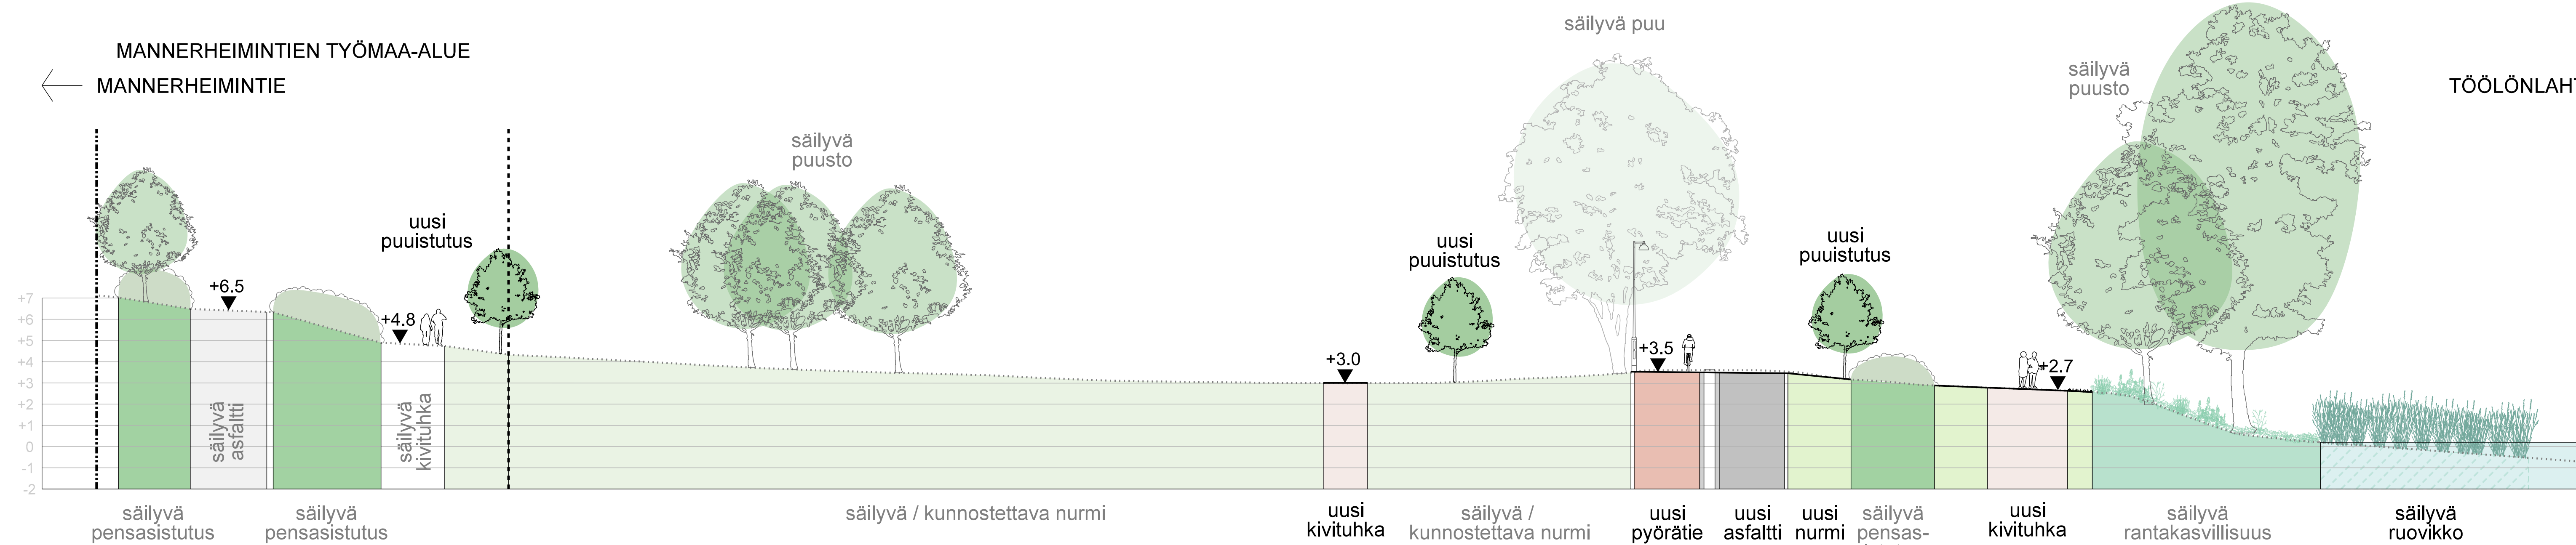 säilyvä puu
MANNERHEIMINTIEN TYÖMAA-ALUE
MANNERHEIMINTIE
säilyvä
puusto
TÖÖLÖNLAHT
säilyvä
puusto
uusi
puuistutus
uusi
puuistutus
uusi
puuistutus
+6.5
+4.8
+3.0
+3.5
+2.7
+7
+6
+5
+4
+3
+2
+1
0
-1
-2
säilyvä
asfaltti
säilyvä
kivituhka
säilyvä
pensasistutus
säilyvä
pensasistutus
säilyvä / kunnostettava nurmi
uusi
kivituhka
säilyvä /
kunnostettava nurmi
uusi
pyörätie
uusi
asfaltti
uusi
nurmi
säilyvä
pensas-
uusi
kivituhka
säilyvä
rantakasvillisuus
säilyvä
ruovikko